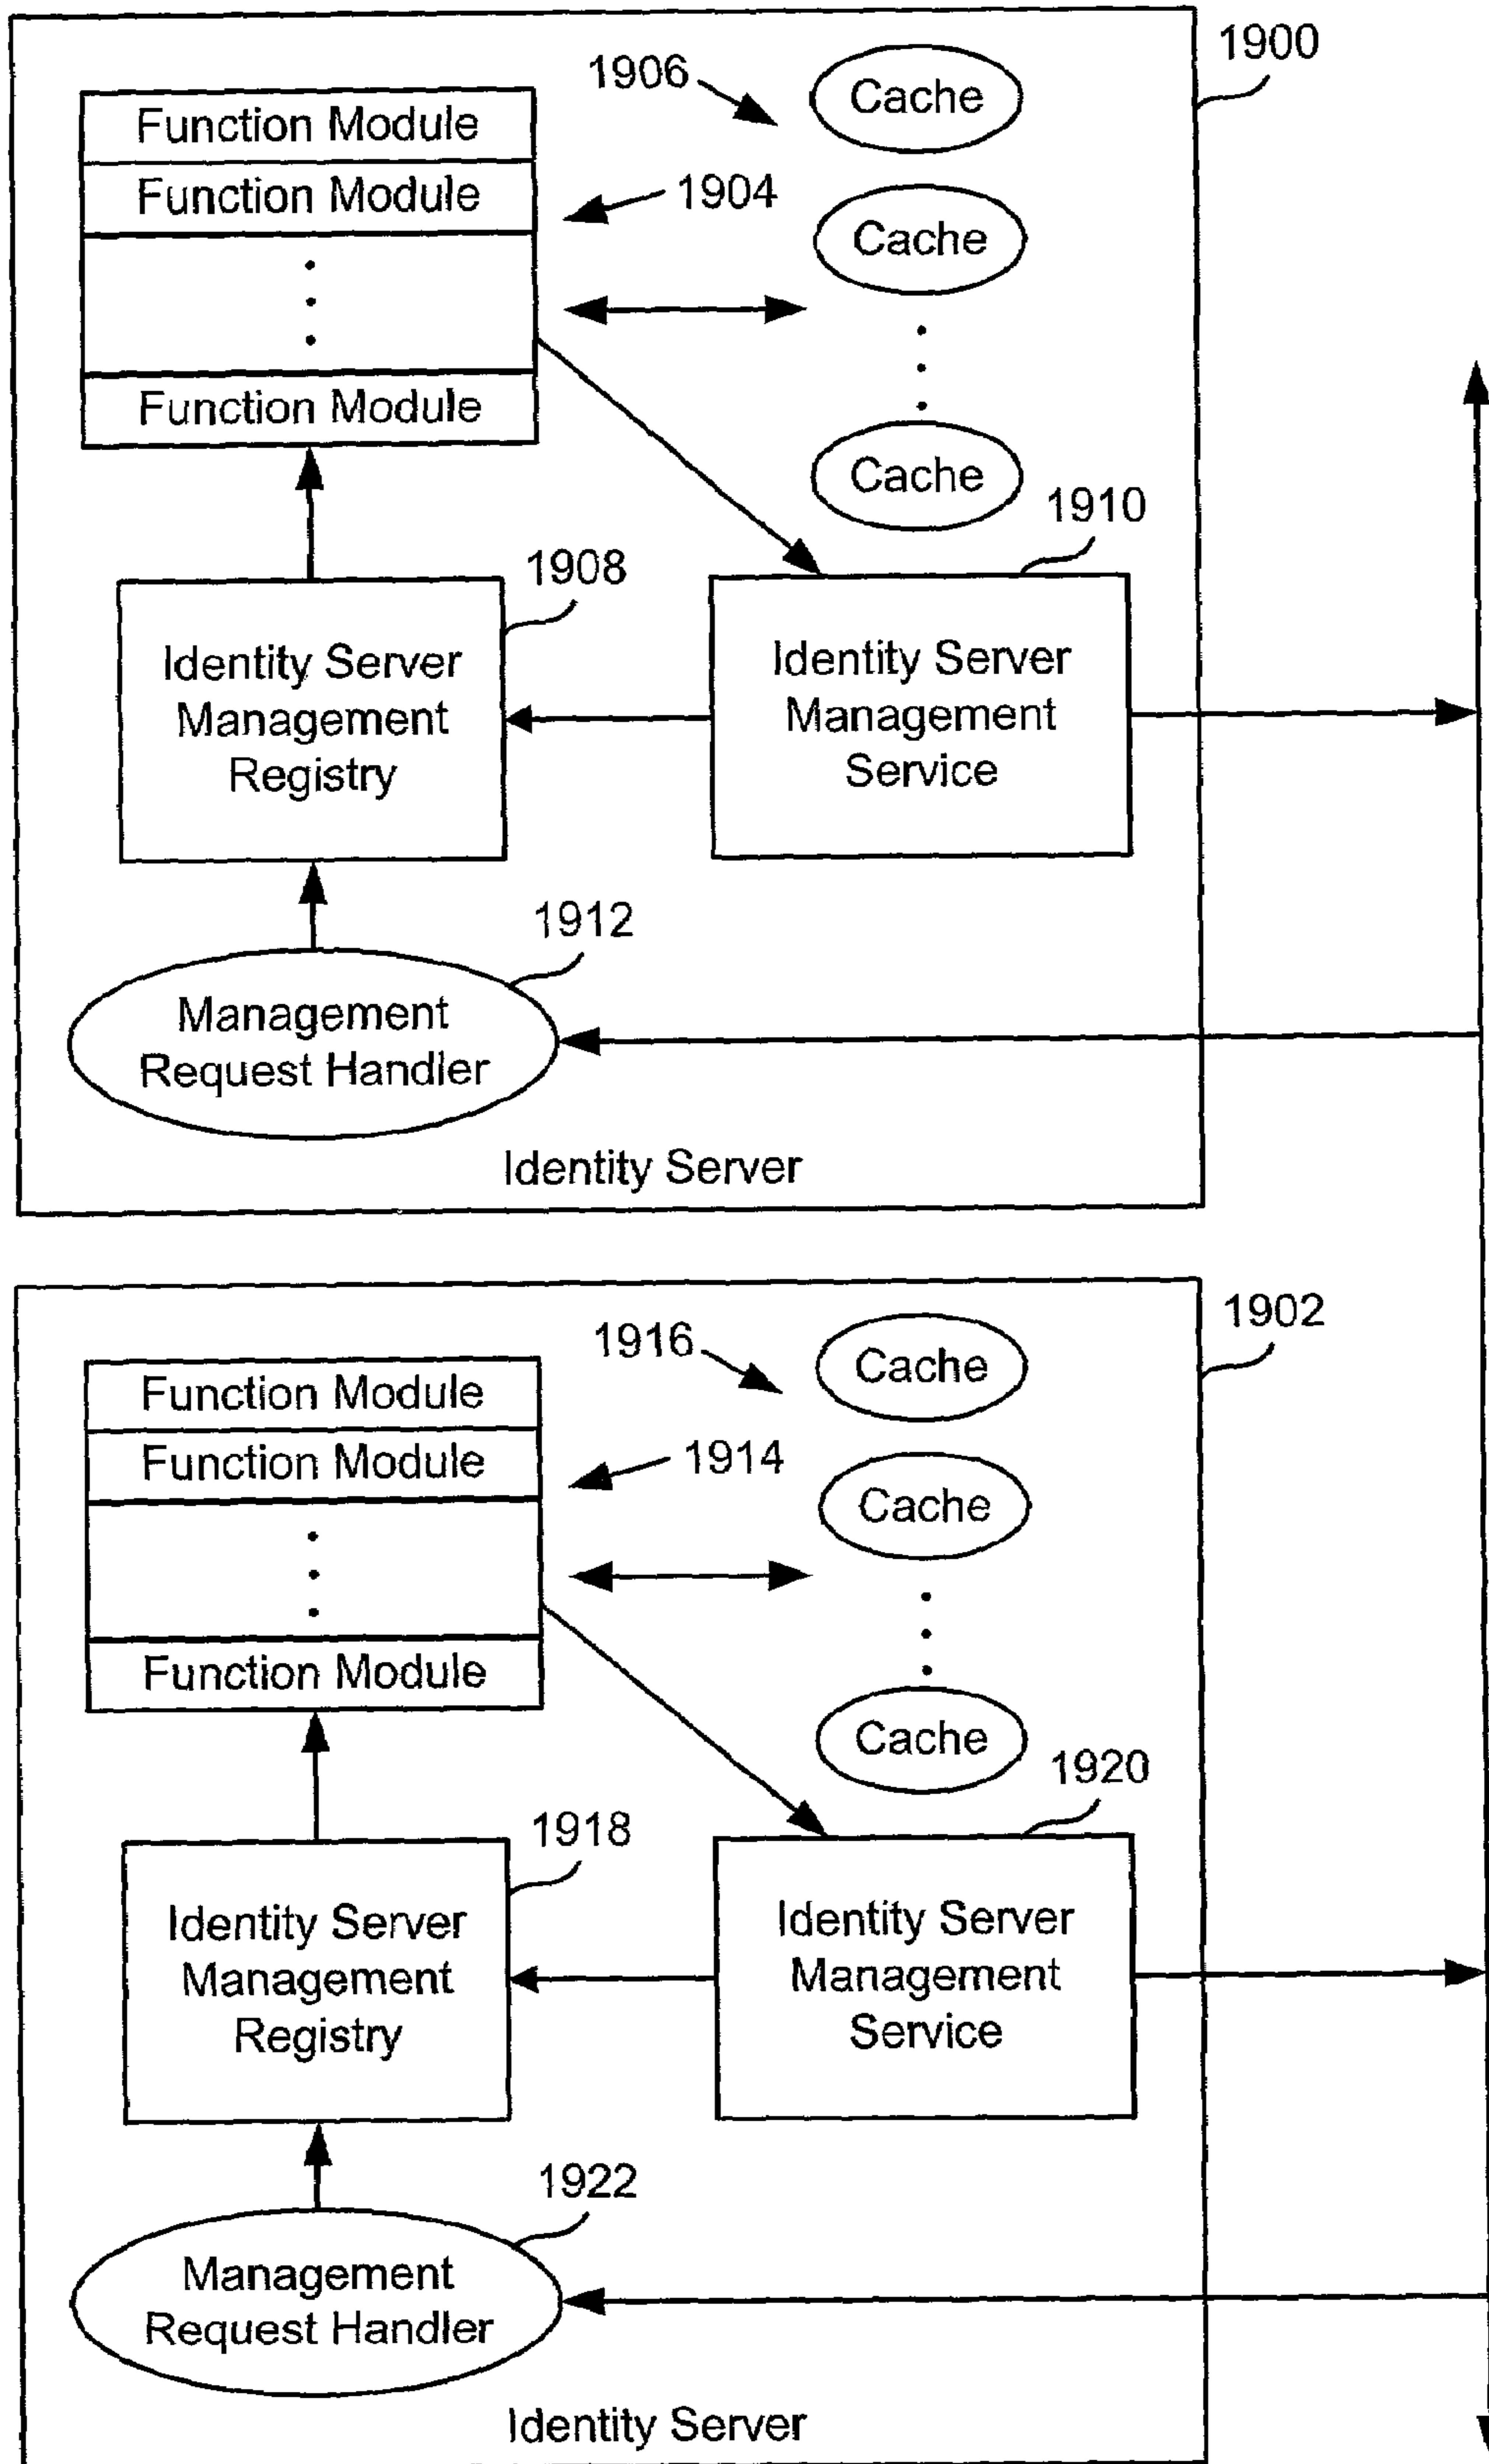 1900
1906
Cache
Function Module
Function Module
1904
Cache
Function Module
Cache
1910
1908
Identity Server
Management
Registry
Identity Server
Management
Service
1912
Management
Request Handler
Identity Server
1902
1916
Cache
Function Module
Function Module
1914
Cache
Function Module
Cache
1920
1918
Identity Server
Management
Registry
Identity Server
Management
Service
1922
Management
Request Handler
Identity Server